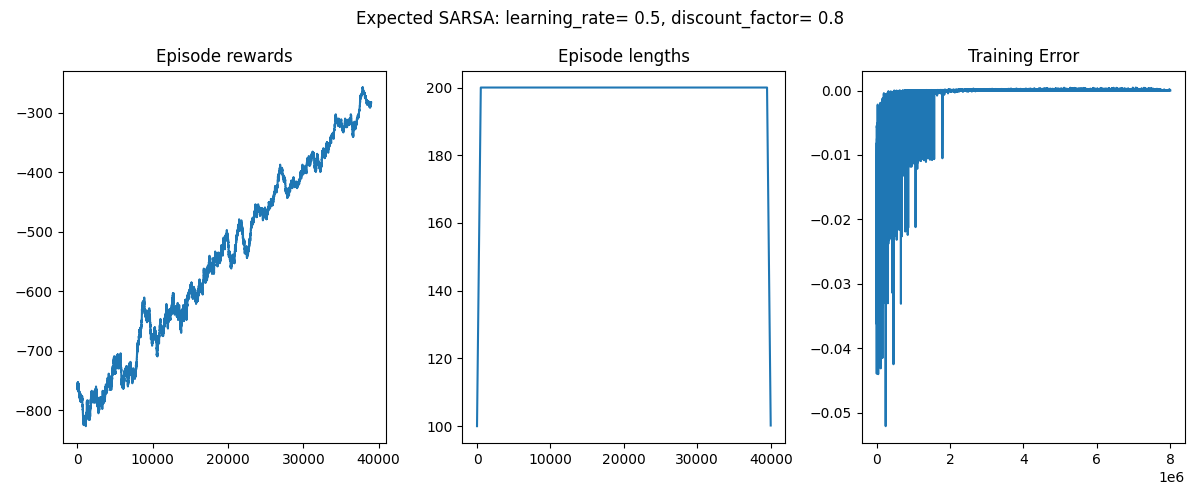 Expected SARSA: learning_rate= 0.5, discount_factor= 0.8
Episode rewards
−300
−400
−500
−600
−700
−800
0 10000 20000 30000 40000
Episode lengths
200
180
160
140
120
100
0 10000 20000 30000 40000
Training Error
0.00
−0.01
−0.02
−0.03
−0.04
−0.05
0 2 4 6 8
1e6